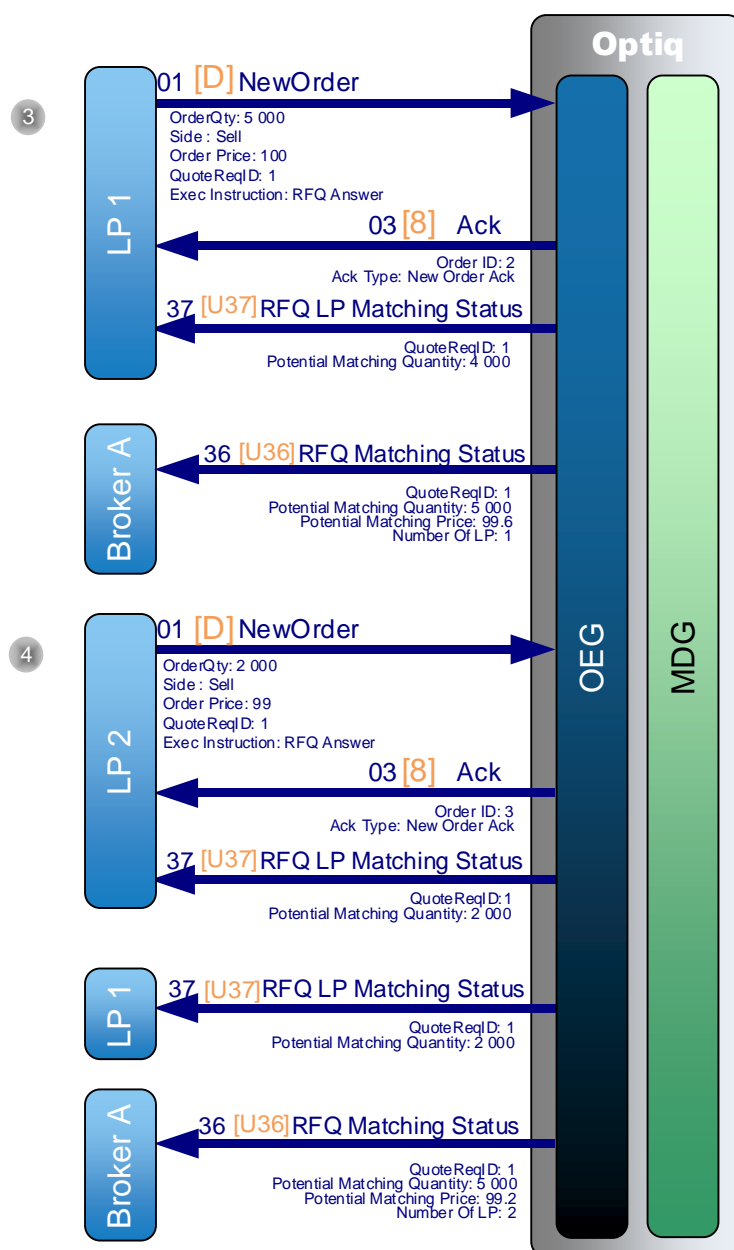 Optiq
3
LP 1
01 [D] NewOrder
OrderQty: 5 000
Side : Sell
Order Price: 100
QuoteReqID: 1
Exec Instruction: RFQ Answer
03 [8] Ack
Order ID: 2
Ack Type: New Order Ack
37 [U37] RFQ LP Matching Status
QuoteReqID: 1
Potential Matching Quantity: 4 000
Broker A
36 [U36] RFQ Matching Status
QuoteReqID: 1
Potential Matching Quantity: 5 000
Potential Matching Price: 99.6
Number Of LP: 1
4
LP 2
01 [D] NewOrder
OrderQty: 2 000
Side : Sell
Order Price: 99
QuoteReqID: 1
Exec Instruction: RFQ Answer
03 [8] Ack
Order ID: 3
Ack Type: New Order Ack
37 [U37] RFQ LP Matching Status
QuoteReqID:1
Potential Matching Quantity: 2 000
LP 1
37 [U37] RFQ LP Matching Status
QuoteReqID: 1
Potential Matching Quantity: 2 000
Broker A
36 [U36] RFQ Matching Status
QuoteReqID: 1
Potential Matching Quantity: 5 000
Potential Matching Price: 99.2
Number Of LP: 2
OEG
MDG